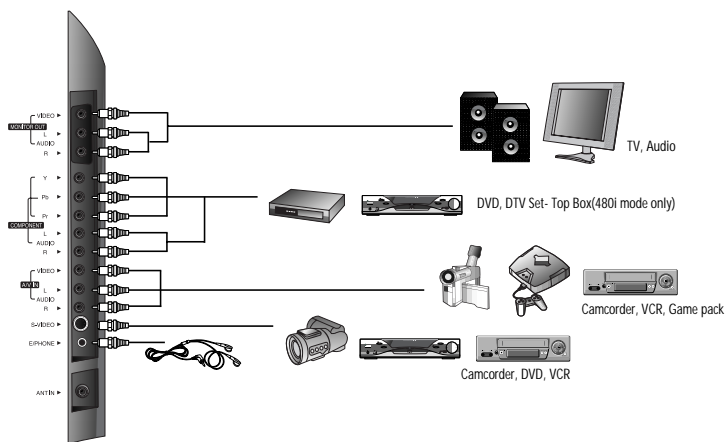 VIDEO
MONITOR OUT
L
AUDIO
R
TV, Audio
Y
Pb
DVD, DTV Set- Top Box(480i mode only)
Pr
COMPONENT
L
AUDIO
R
VIDEO
A/V IN
L
AUDIO
R
Camcorder, VCR, Game pack
S-VIDEO
E/PHONE
Camcorder, DVD, VCR
ANT IN